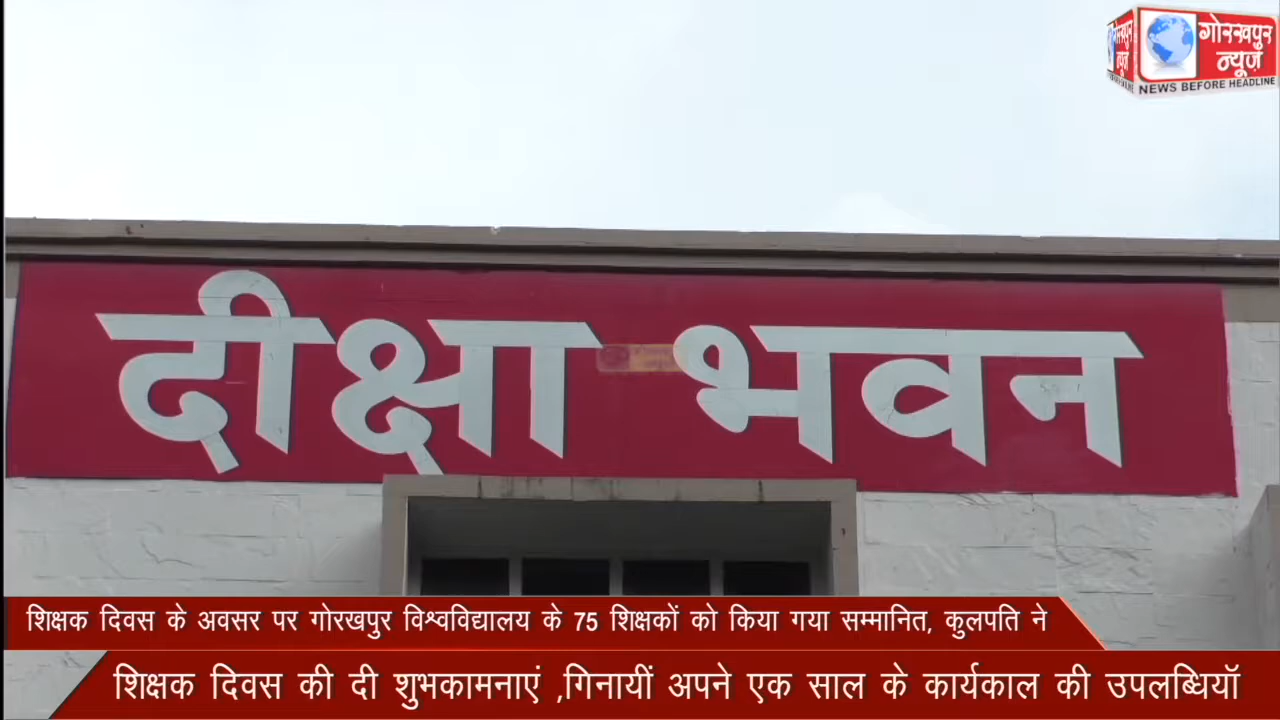 गोरखपुर
न्यूज़
NEWS BEFORE HEADLINE
दीक्षा भवन
शिक्षक दिवस के अवसर पर गोरखपुर विश्वविद्यालय के 75 शिक्षकों को किया गया सम्मानित, कुलपति ने
शिक्षक दिवस की दी शुभकामनाएं ,गिनायीं अपने एक साल के कार्यकाल की उपलब्धियॉ